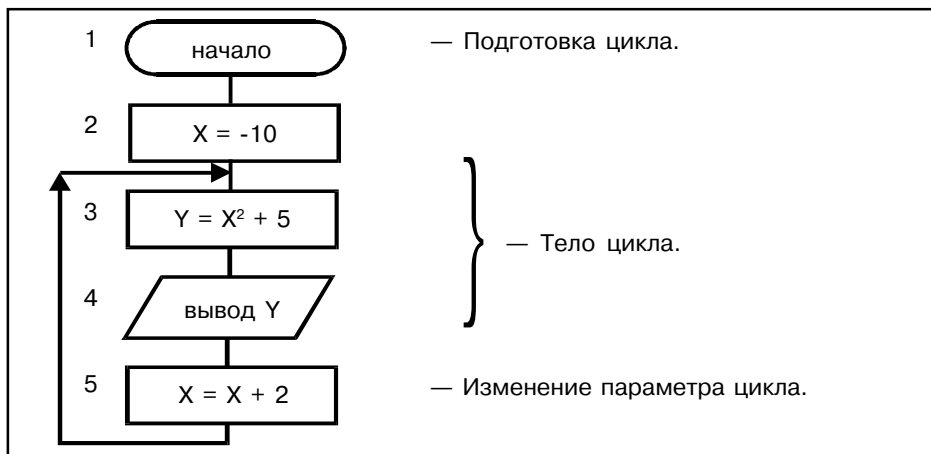 1 начало — Подготовка цикла.
2 X = -10
3 Y = X² + 5
— Тело цикла.
4 вывод Y
5 X = X + 2 — Изменение параметра цикла.